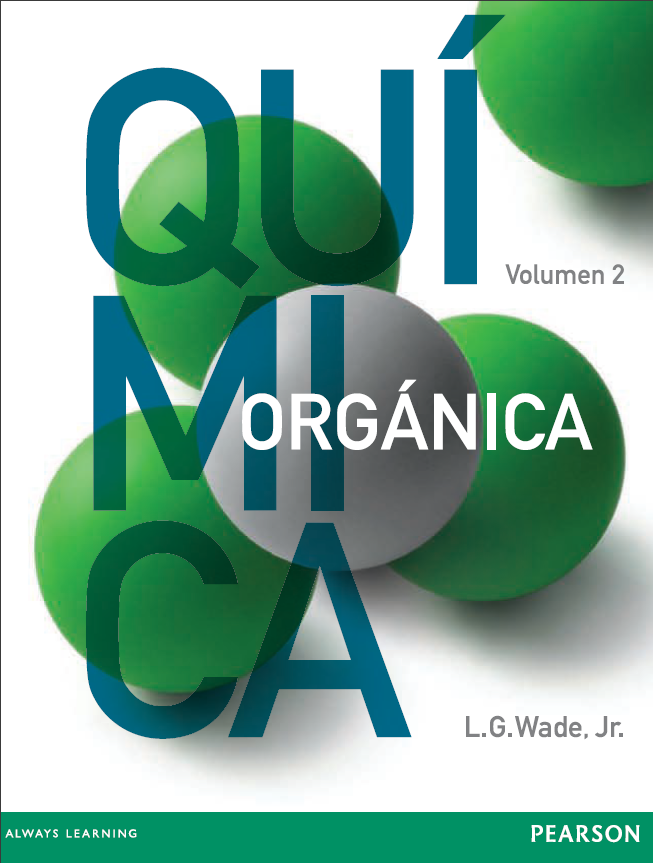 QUÍ
Volumen 2
MI
ORGÁNICA
CA
L.G.Wade, Jr.
ALWAYS LEARNING
PEARSON